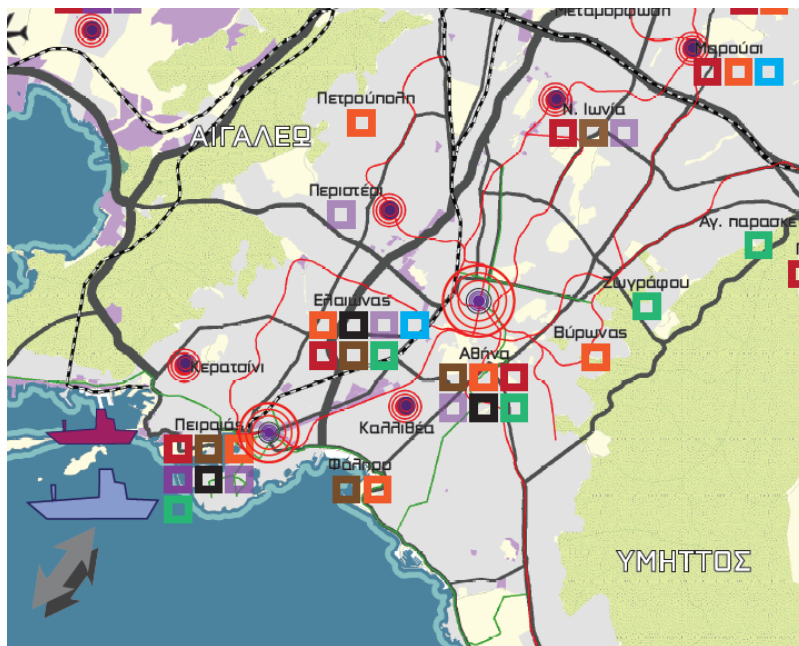 Μεταμόρφωση
Μαρούσι
Πετρούπολη
Ν. Ιωνία
ΑΙΓΑΛΕΩ
Περιστέρι
Αγ. παρασκε
Ζωγράφου
Ελαιώνας
Βύρωνας
Αθήνα
Κερατσίνι
Πειραιάς
Καλλιθέα
Φάληρο
ΥΜΗΤΤΟΣ